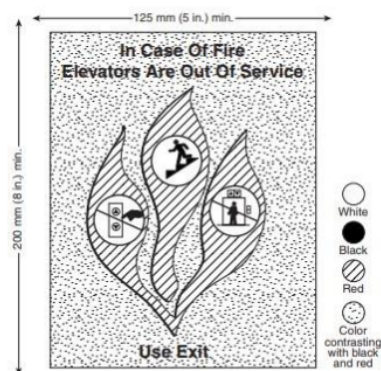 125 mm (5 in.) min.
200 mm (8 in.) min.
In Case Of Fire
Elevators Are Out Of Service
Use Exit
White
Black
Red
Color
contrasting
with black
and red